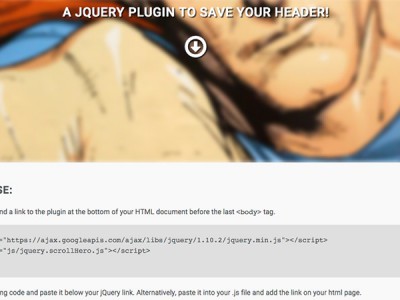 A JQUERY PLUGIN TO SAVE YOUR HEADER!
SE:
nd a link to the plugin at the bottom of your HTML document before the last <body> tag.
="https://ajax.googleapis.com/ajax/libs/jquery/1.10.2/jquery.min.js"></script>
="js/jquery.scrollHero.js"></script>
ng code and paste it below your jQuery link. Alternatively, paste it into your .js file and add the link on your html page.